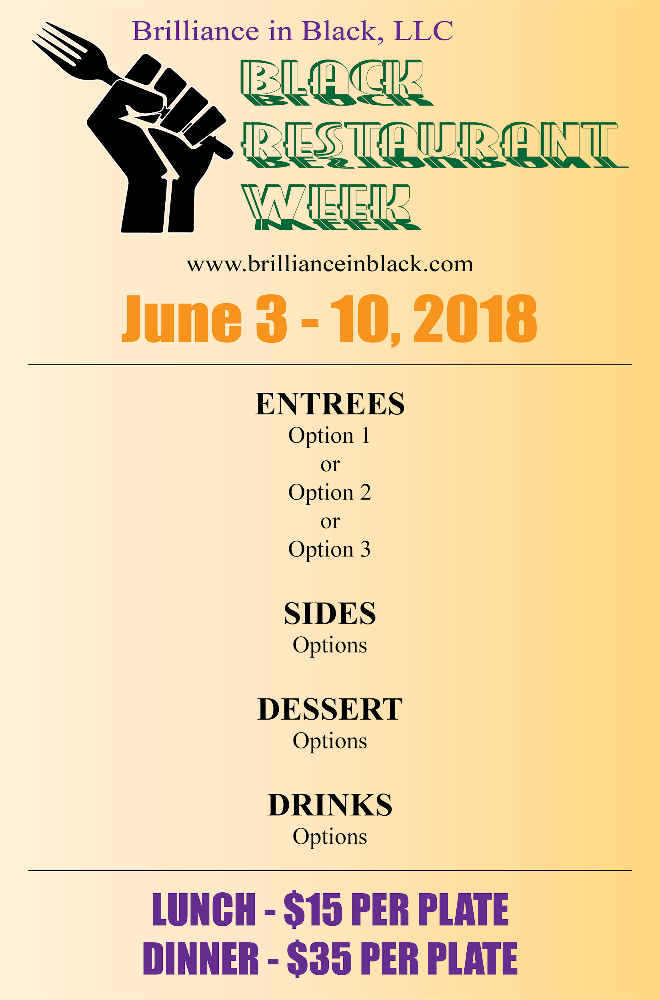 Brilliance in Black, LLC
BLACK
RESTAURANT
WEEK
www.brillianceinblack.com
June 3 - 10, 2018
ENTREES
Option 1
or
Option 2
or
Option 3
SIDES
Options
DESSERT
Options
DRINKS
Options
LUNCH - $15 PER PLATE
DINNER - $35 PER PLATE